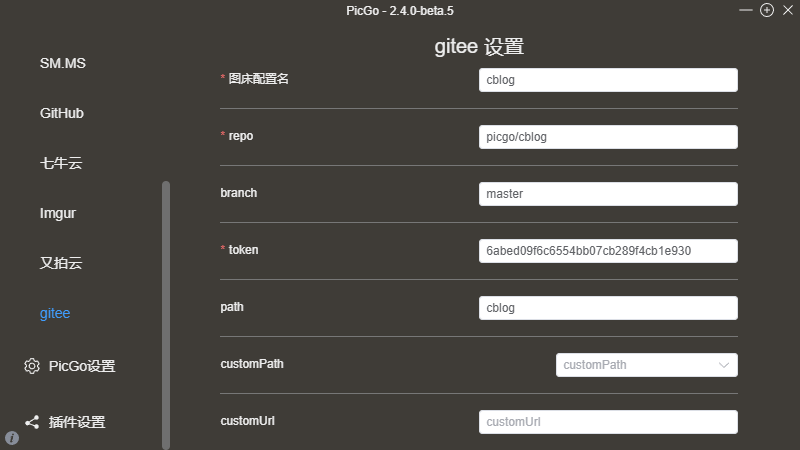 PicGo - 2.4.0-beta.5
SM.MS
GitHub
七牛云
Imgur
又拍云
gitee
PicGo设置
插件设置
gitee 设置
* 图床配置名
cblog
* repo
picgo/cblog
branch
master
* token
6abed09f6c6554bb07cb289f4cb1e930
path
cblog
customPath
customPath
customUrl
customUrl